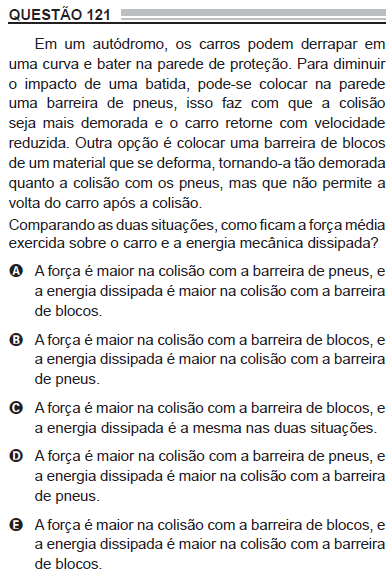 QUESTÃO 121
Em um autódromo, os carros podem derrapar em
uma curva e bater na parede de proteção. Para diminuir
o impacto de uma batida, pode-se colocar na parede
uma barreira de pneus, isso faz com que a colisão
seja mais demorada e o carro retorne com velocidade
reduzida. Outra opção é colocar uma barreira de blocos
de um material que se deforma, tornando-a tão demorada
quanto a colisão com os pneus, mas que não permite a
volta do carro após a colisão.
Comparando as duas situações, como ficam a força média
exercida sobre o carro e a energia mecânica dissipada?
A A força é maior na colisão com a barreira de pneus, e
a energia dissipada é maior na colisão com a barreira
de blocos.
B A força é maior na colisão com a barreira de blocos, e
a energia dissipada é maior na colisão com a barreira
de pneus.
C A força é maior na colisão com a barreira de blocos, e
a energia dissipada é a mesma nas duas situações.
D A força é maior na colisão com a barreira de pneus, e
a energia dissipada é maior na colisão com a barreira
de pneus.
E A força é maior na colisão com a barreira de blocos, e
a energia dissipada é maior na colisão com a barreira
de blocos.